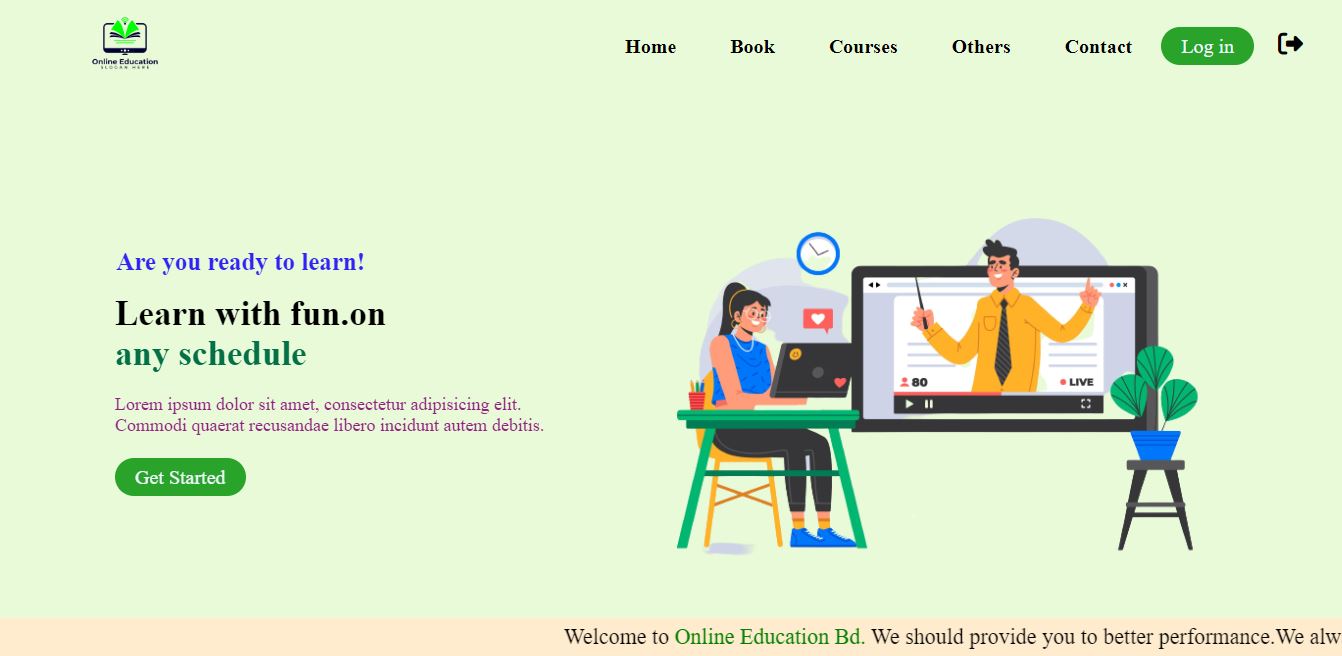 Online Education
SLOGAN HERE
Home Book Courses Others Contact Log in
Are you ready to learn!
Learn with fun.on
any schedule
Lorem ipsum dolor sit amet, consectetur adipisicing elit.
Commodi quaerat recusandae libero incidunt autem debitis.
Get Started
80
LIVE
Welcome to Online Education Bd. We should provide you to better performance.We alw